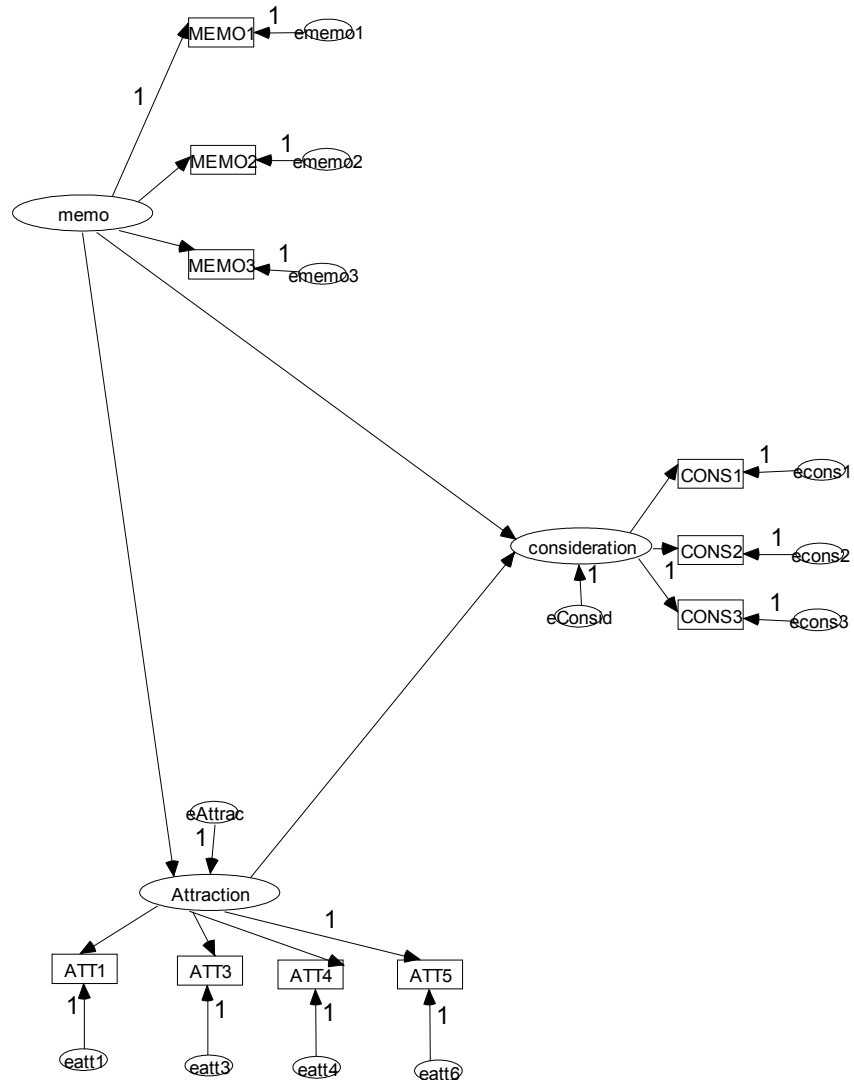 1
MEMO1
ememo1
1
1
MEMO2
ememo2
memo
1
MEMO3
ememo3
1
CONS1
econs1
consideration
1
CONS2
econs2
1
1
eConsid
1
CONS3
econs3
eAttrac
1
Attraction
1
ATT1
ATT3
ATT4
ATT5
1
1
1
1
eatt1
eatt3
eatt4
eatt6